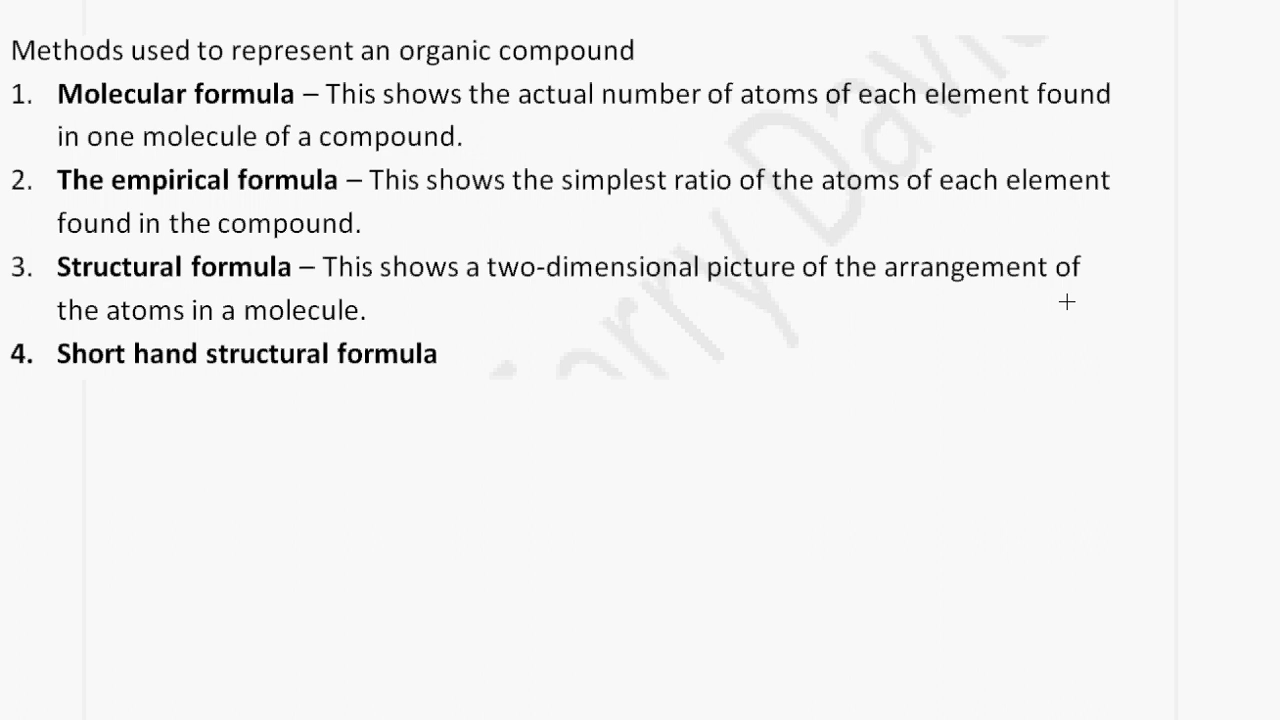 Methods used to represent an organic compound
1. Molecular formula – This shows the actual number of atoms of each element found
in one molecule of a compound.
2. The empirical formula – This shows the simplest ratio of the atoms of each element
found in the compound.
3. Structural formula – This shows a two-dimensional picture of the arrangement of
the atoms in a molecule.
4. Short hand structural formula